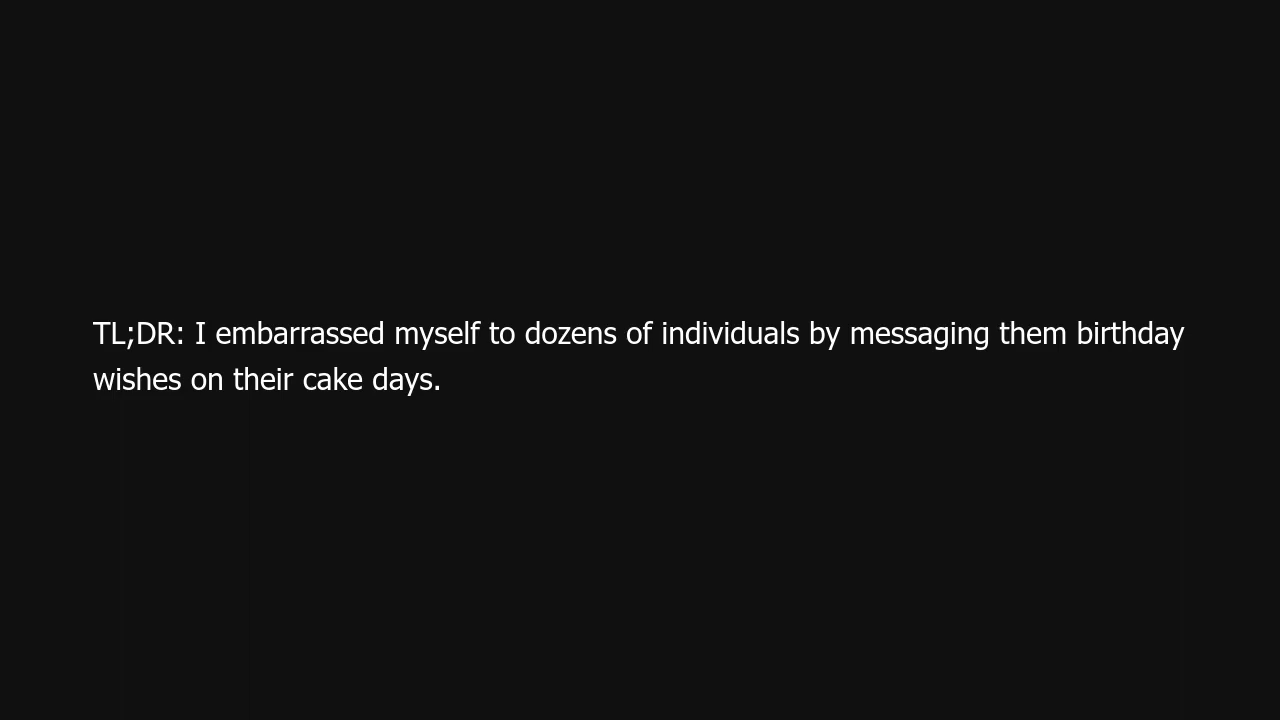 TL;DR: I embarrassed myself to dozens of individuals by messaging them birthday
wishes on their cake days.